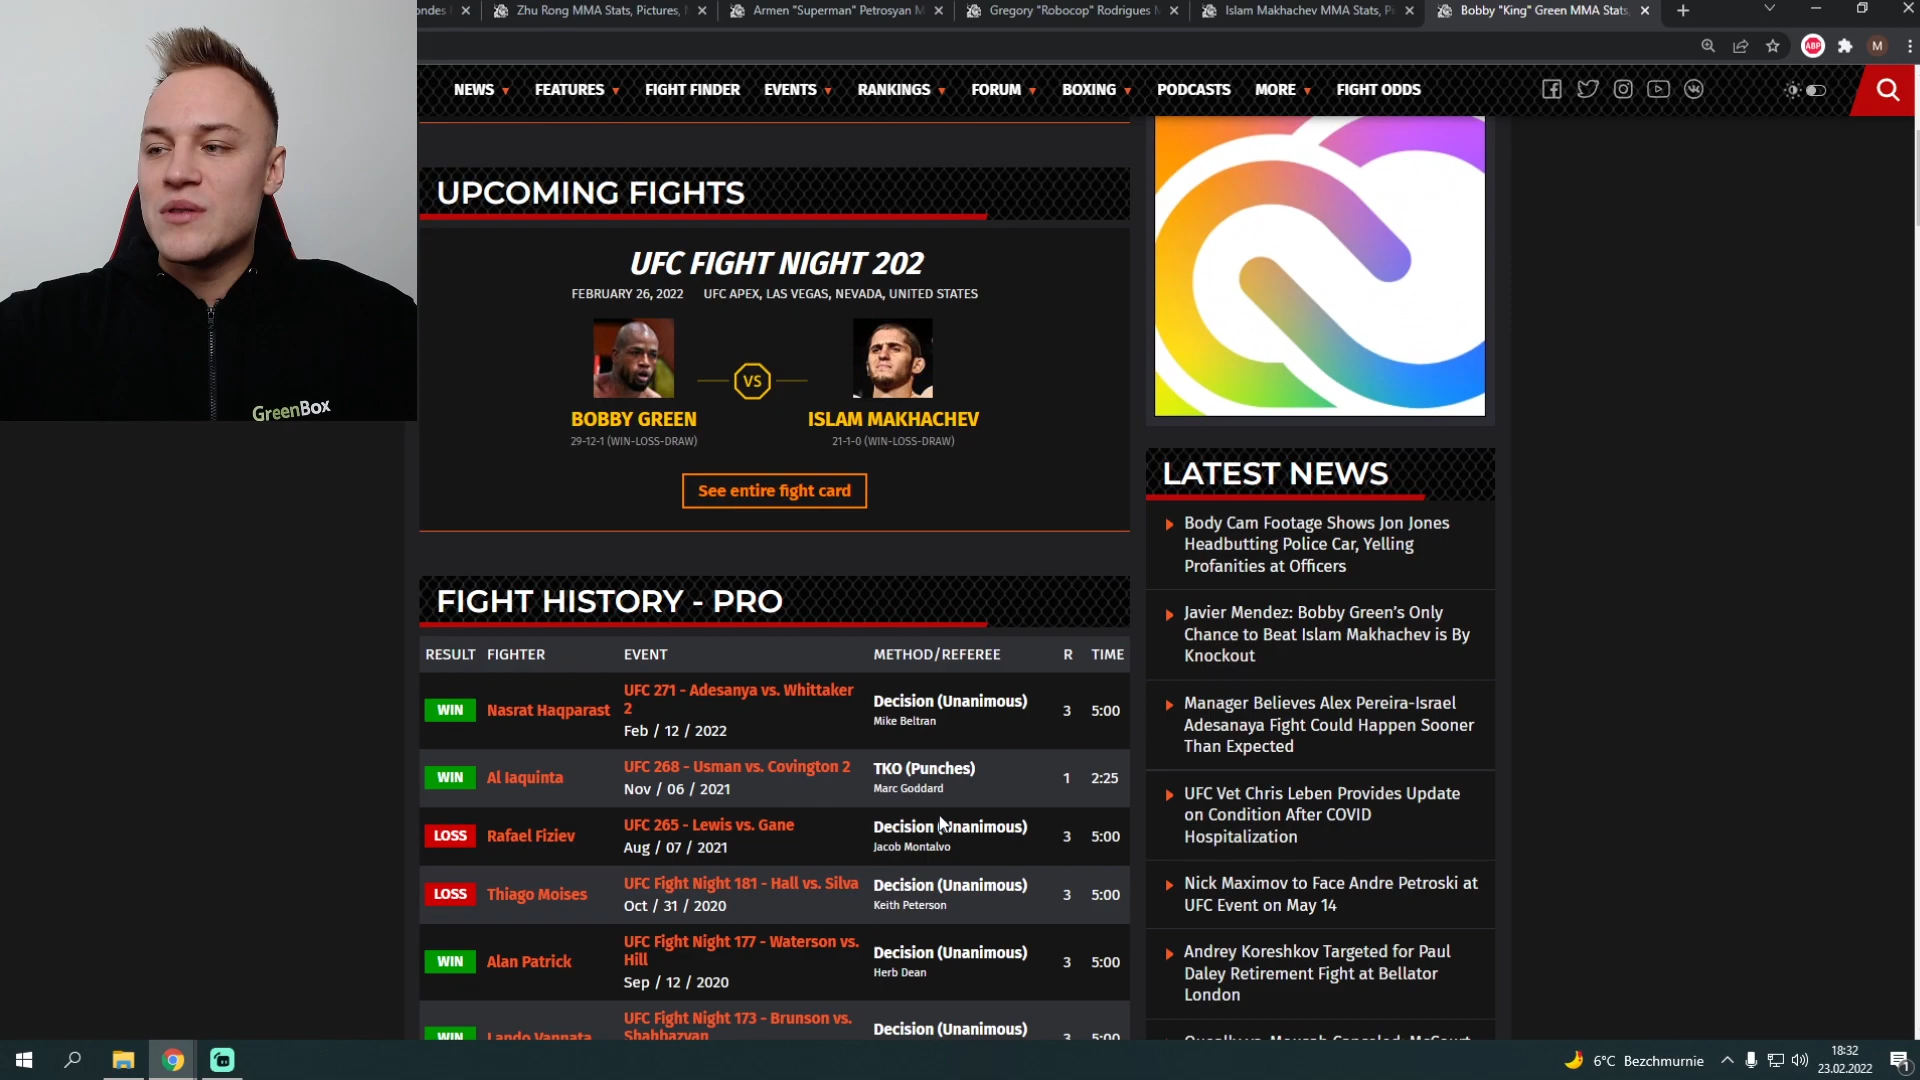 ondes
Zhu Rong MMA Stats, Pictures,
Armen "Superman" Petrosyan M
Gregory "Robocop" Rodrigues
Islam Makhachev MMA Stats, P
Bobby "King" Green MMA Stats,
ABP
M
NEWS FEATURES FIGHT FINDER EVENTS RANKINGS FORUM BOXING PODCASTS MORE FIGHT ODDS
GreenBox
UPCOMING FIGHTS
UFC FIGHT NIGHT 202
FEBRUARY 26, 2022 UFC APEX, LAS VEGAS, NEVADA, UNITED STATES
VS
BOBBY GREEN ISLAM MAKHACHEV
29-12-1 (WIN-LOSS-DRAW) 21-1-0 (WIN-LOSS-DRAW)
See entire fight card
FIGHT HISTORY - PRO
RESULT FIGHTER EVENT METHOD/REFEREE R TIME
WIN Nasrat Haqparast UFC 271 - Adesanya vs. Whittaker 2 Feb / 12 / 2022 Decision (Unanimous) Mike Beltran 3 5:00
WIN Al Iaquinta UFC 268 - Usman vs. Covington 2 Nov / 06 / 2021 TKO (Punches) Marc Goddard 1 2:25
LOSS Rafael Fiziev UFC 265 - Lewis vs. Gane Aug / 07 / 2021 Decision (Unanimous) Jacob Montalvo 3 5:00
LOSS Thiago Moises UFC Fight Night 181 - Hall vs. Silva Oct / 31 / 2020 Decision (Unanimous) Keith Peterson 3 5:00
WIN Alan Patrick UFC Fight Night 177 - Waterson vs. Hill Sep / 12 / 2020 Decision (Unanimous) Herb Dean 3 5:00
WIN Lando Vannata UFC Fight Night 173 - Brunson vs. Shahbazyan Decision (Unanimous) 3 5:00
LATEST NEWS
Body Cam Footage Shows Jon Jones
Headbutting Police Car, Yelling
Profanities at Officers
Javier Mendez: Bobby Green's Only
Chance to Beat Islam Makhachev is By
Knockout
Manager Believes Alex Pereira-Israel
Adesanaya Fight Could Happen Sooner
Than Expected
UFC Vet Chris Leben Provides Update
on Condition After COVID
Hospitalization
Nick Maximov to Face Andre Petroski at
UFC Event on May 14
Andrey Koreshkov Targeted for Paul
Daley Retirement Fight at Bellator
London
6°C Bezchmurnie
18:32
23.02.2022
1